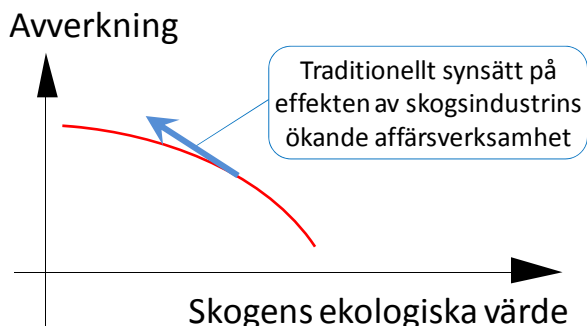 Avverkning
Traditionellt synsätt på
effekten av skogsindustrins
ökande affärsverksamhet
Skogens ekologiska värde